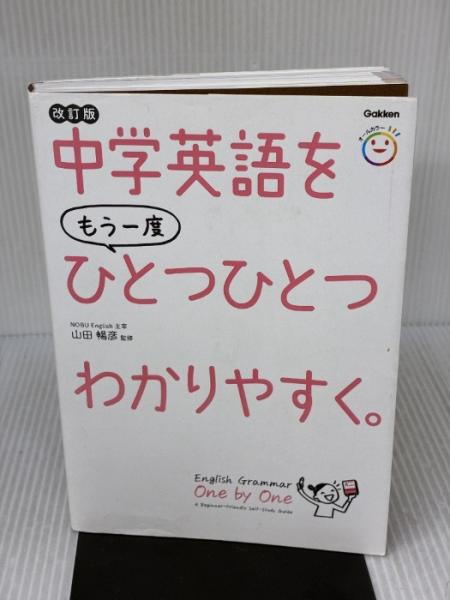 改訂版
Gakken
オールカラー
中学英語を
もう一度
ひとつひとつ
NOBU English 主宰
山田 暢彦 監修
わかりやすく。
English Grammar
One by One
A Beginner-Friendly Self-Study Guide